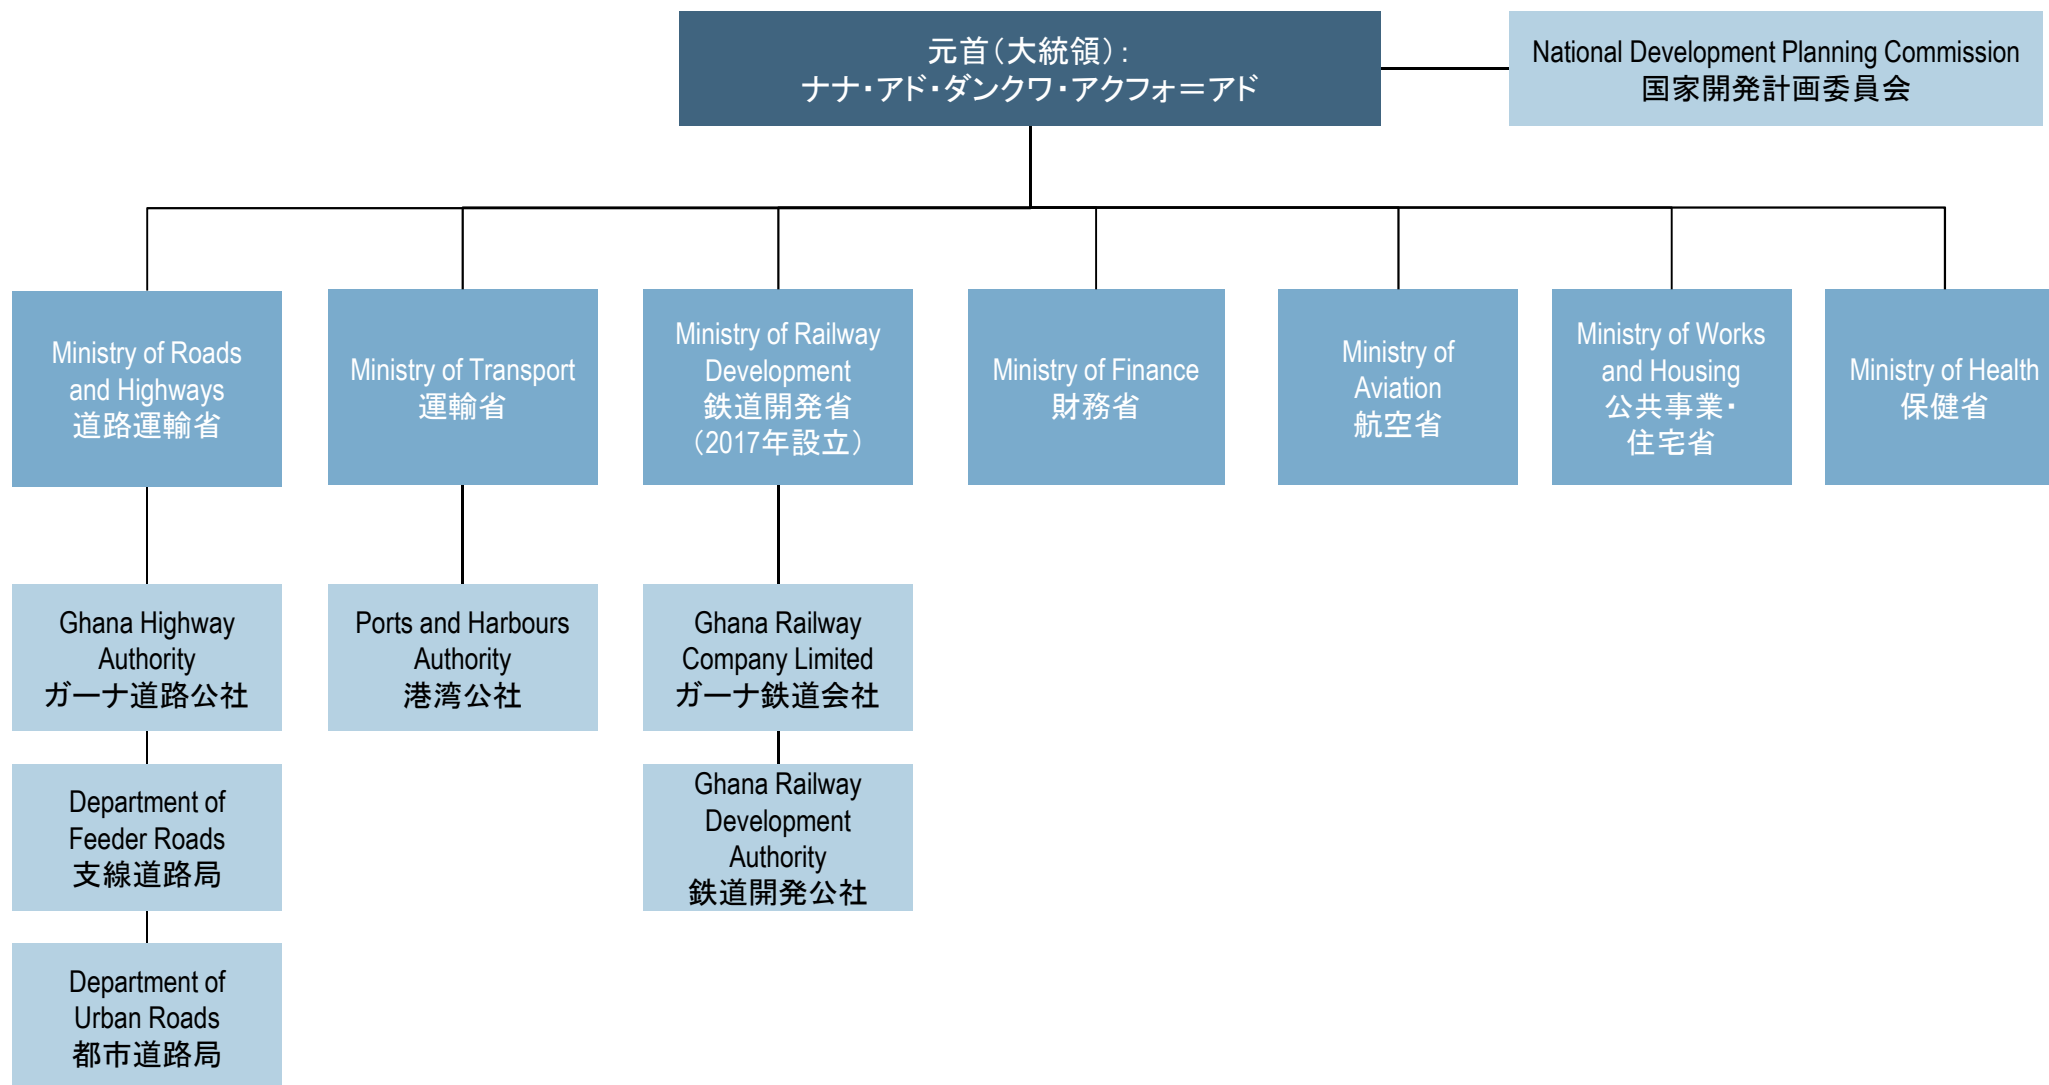 元首（大統領）：
ナナ・アド・ダンクワ・アクフォ＝アド
National Development Planning Commission
国家開発計画委員会
Ministry of Roads
and Highways
道路運輸省
Ministry of Transport
運輸省
Ministry of Railway
Development
鉄道開発省
（2017年設立）
Ministry of Finance
財務省
Ministry of
Aviation
航空省
Ministry of Works
and Housing
公共事業・
住宅省
Ministry of Health
保健省
Ghana Highway
Authority
ガーナ道路公社
Ports and Harbours
Authority
港湾公社
Ghana Railway
Company Limited
ガーナ鉄道会社
Department of
Feeder Roads
支線道路局
Ghana Railway
Development
Authority
鉄道開発公社
Department of
Urban Roads
都市道路局